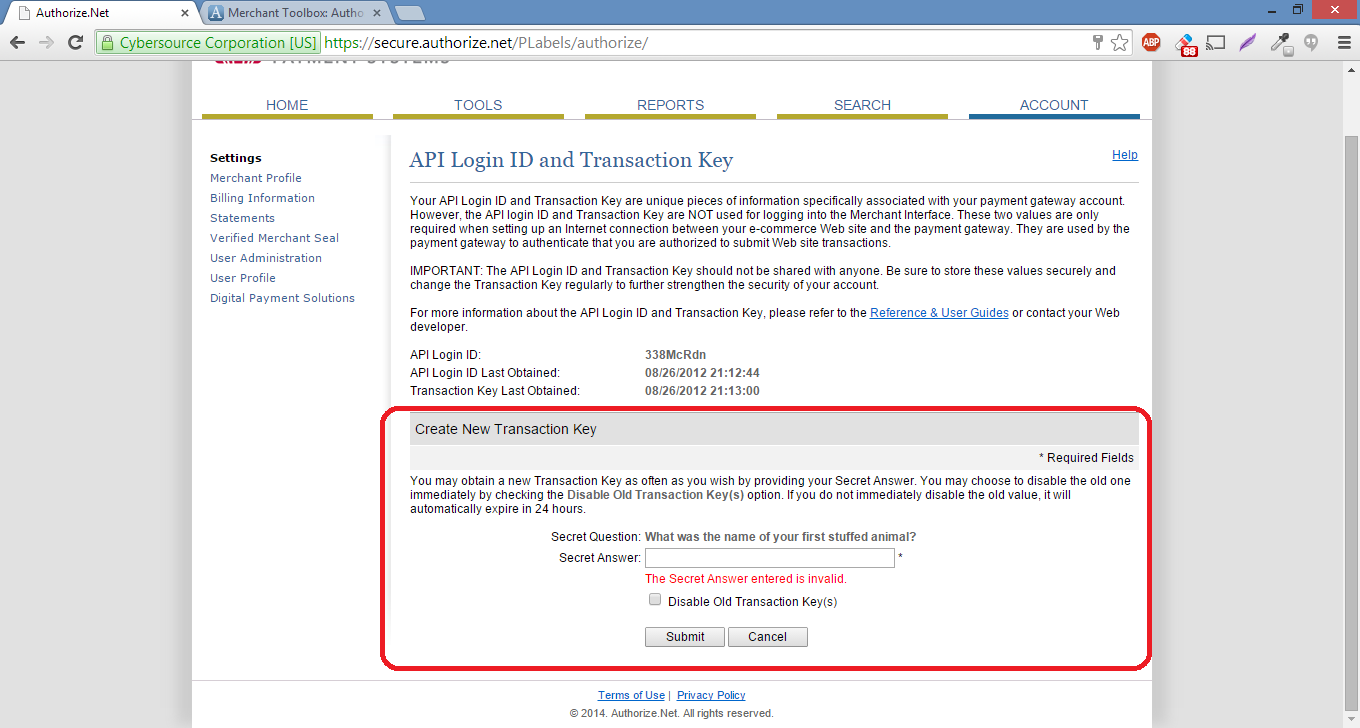 Authorize.Net
Merchant Toolbox: Autho
Cybersource Corporation [US] https://secure.authorize.net/PLabels/authorize/
ABP
88
PAYMENT SYSTEMS
HOME TOOLS REPORTS SEARCH ACCOUNT
Settings
Merchant Profile
Billing Information
Statements
Verified Merchant Seal
User Administration
User Profile
Digital Payment Solutions
API Login ID and Transaction Key
Help
Your API Login ID and Transaction Key are unique pieces of information specifically associated with your payment gateway account.
However, the API login ID and Transaction Key are NOT used for logging into the Merchant Interface. These two values are only
required when setting up an Internet connection between your e-commerce Web site and the payment gateway. They are used by the
payment gateway to authenticate that you are authorized to submit Web site transactions.
IMPORTANT: The API Login ID and Transaction Key should not be shared with anyone. Be sure to store these values securely and
change the Transaction Key regularly to further strengthen the security of your account.
For more information about the API Login ID and Transaction Key, please refer to the Reference & User Guides or contact your Web
developer.
API Login ID: 338McRdn
API Login ID Last Obtained: 08/26/2012 21:12:44
Transaction Key Last Obtained: 08/26/2012 21:13:00
Create New Transaction Key
* Required Fields
You may obtain a new Transaction Key as often as you wish by providing your Secret Answer. You may choose to disable the old one
immediately by checking the Disable Old Transaction Key(s) option. If you do not immediately disable the old value, it will
automatically expire in 24 hours.
Secret Question: What was the name of your first stuffed animal?
Secret Answer: *
The Secret Answer entered is invalid.
Disable Old Transaction Key(s)
Submit Cancel
Terms of Use | Privacy Policy
© 2014. Authorize.Net. All rights reserved.